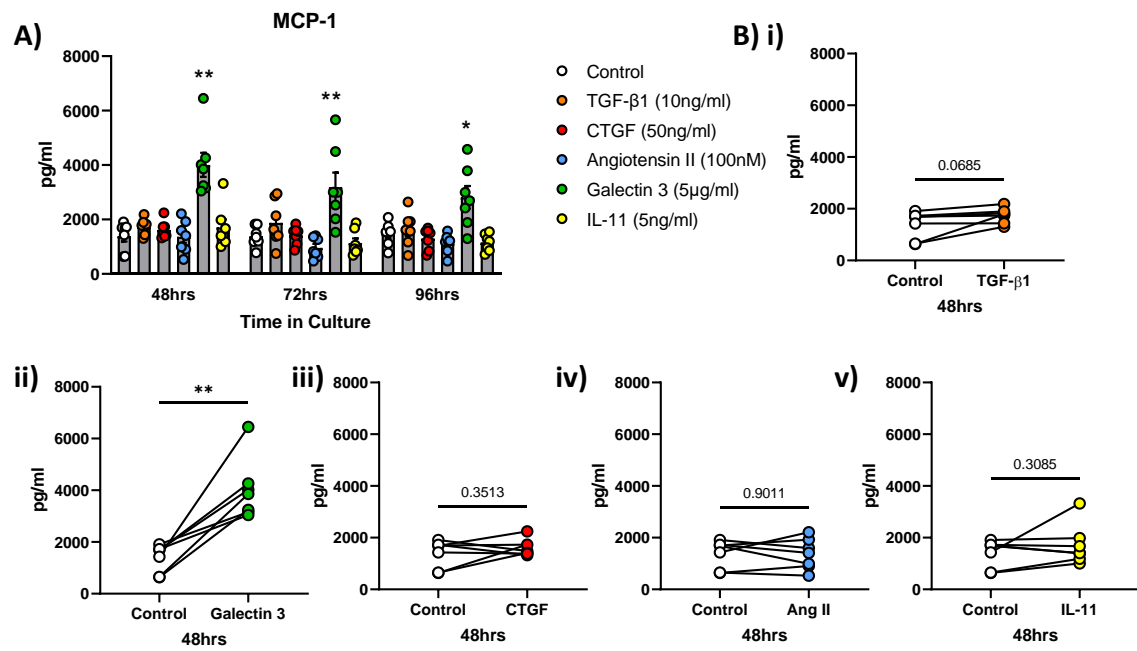 MCP-1
A)
8000
6000
4000
2000
0
pg/ml
**
**
*
48hrs
72hrs
96hrs
Time in Culture
Control
TGF-β1 (10ng/ml)
CTGF (50ng/ml)
Angiotensin II (100nM)
Galectin 3 (5µg/ml)
IL-11 (5ng/ml)
B) i)
8000
6000
4000
2000
0
pg/ml
0.0685
Control TGF-β1
48hrs
ii)
8000
6000
4000
2000
0
pg/ml
**
Control Galectin 3
48hrs
iii)
8000
6000
4000
2000
0
pg/ml
0.3513
Control CTGF
48hrs
iv)
8000
6000
4000
2000
0
pg/ml
0.9011
Control Ang II
48hrs
v)
8000
6000
4000
2000
0
pg/ml
0.3085
Control IL-11
48hrs